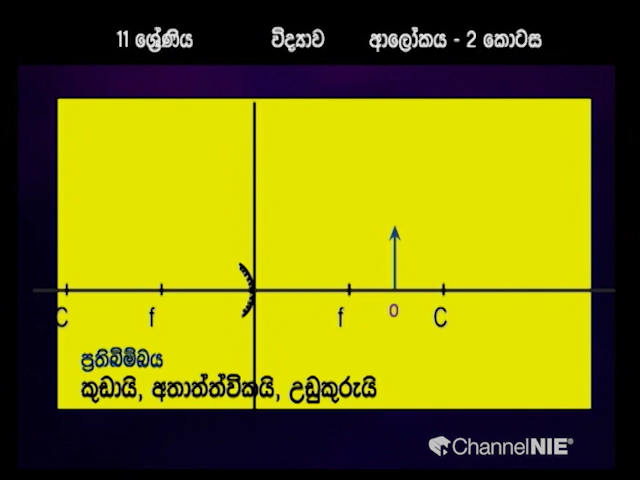 11 ශ්‍රේණිය විද්‍යාව ආලෝකය - 2 කොටස
C f f O C
ප්‍රතිබිම්බය
කුඩායි, අතාත්ත්විකයි, උඩුකුරුයි
ChannelNIE®